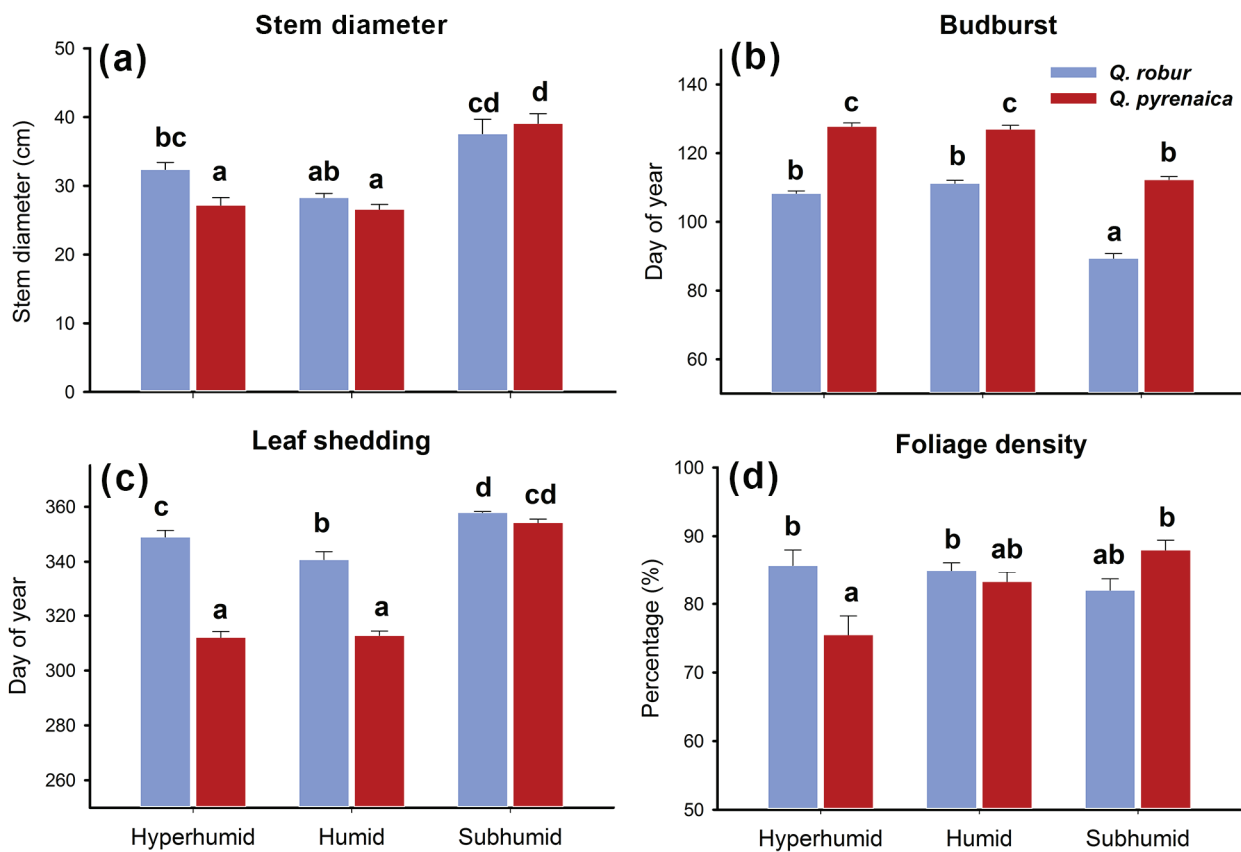 Stem diameter
(a)
Stem diameter (cm)
50
40
30
20
10
0
bc
a
ab
a
cd
d
Budburst
(b)
Q. robur
Q. pyrenaica
Day of year
140
120
100
80
60
b
c
b
c
a
b
Leaf shedding
(c)
Day of year
360
340
320
300
280
260
c
a
b
a
d
cd
Hyperhumid
Humid
Subhumid
Foliage density
(d)
Percentage (%)
100
90
80
70
60
50
b
a
b
ab
ab
b
Hyperhumid
Humid
Subhumid